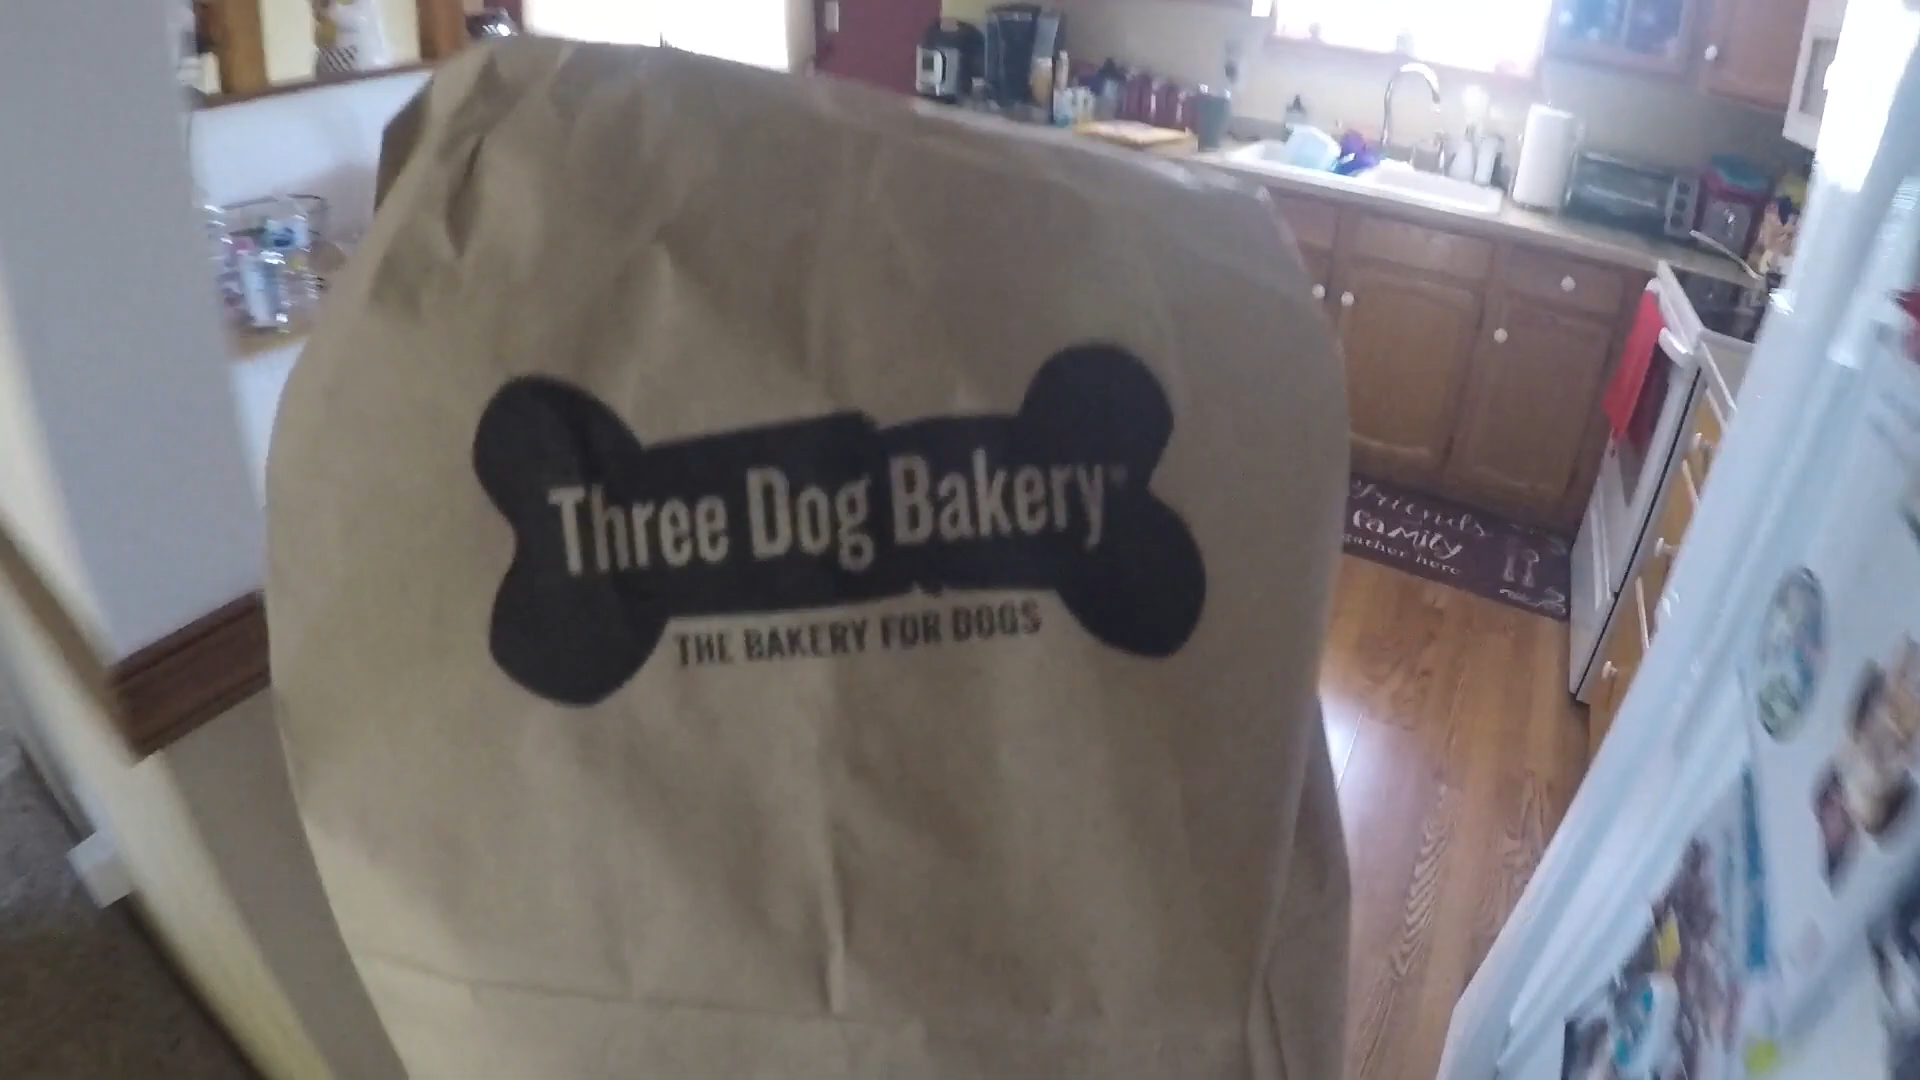 Three Dog Bakery
THE BAKERY FOR DOGS
friends
family
gather here